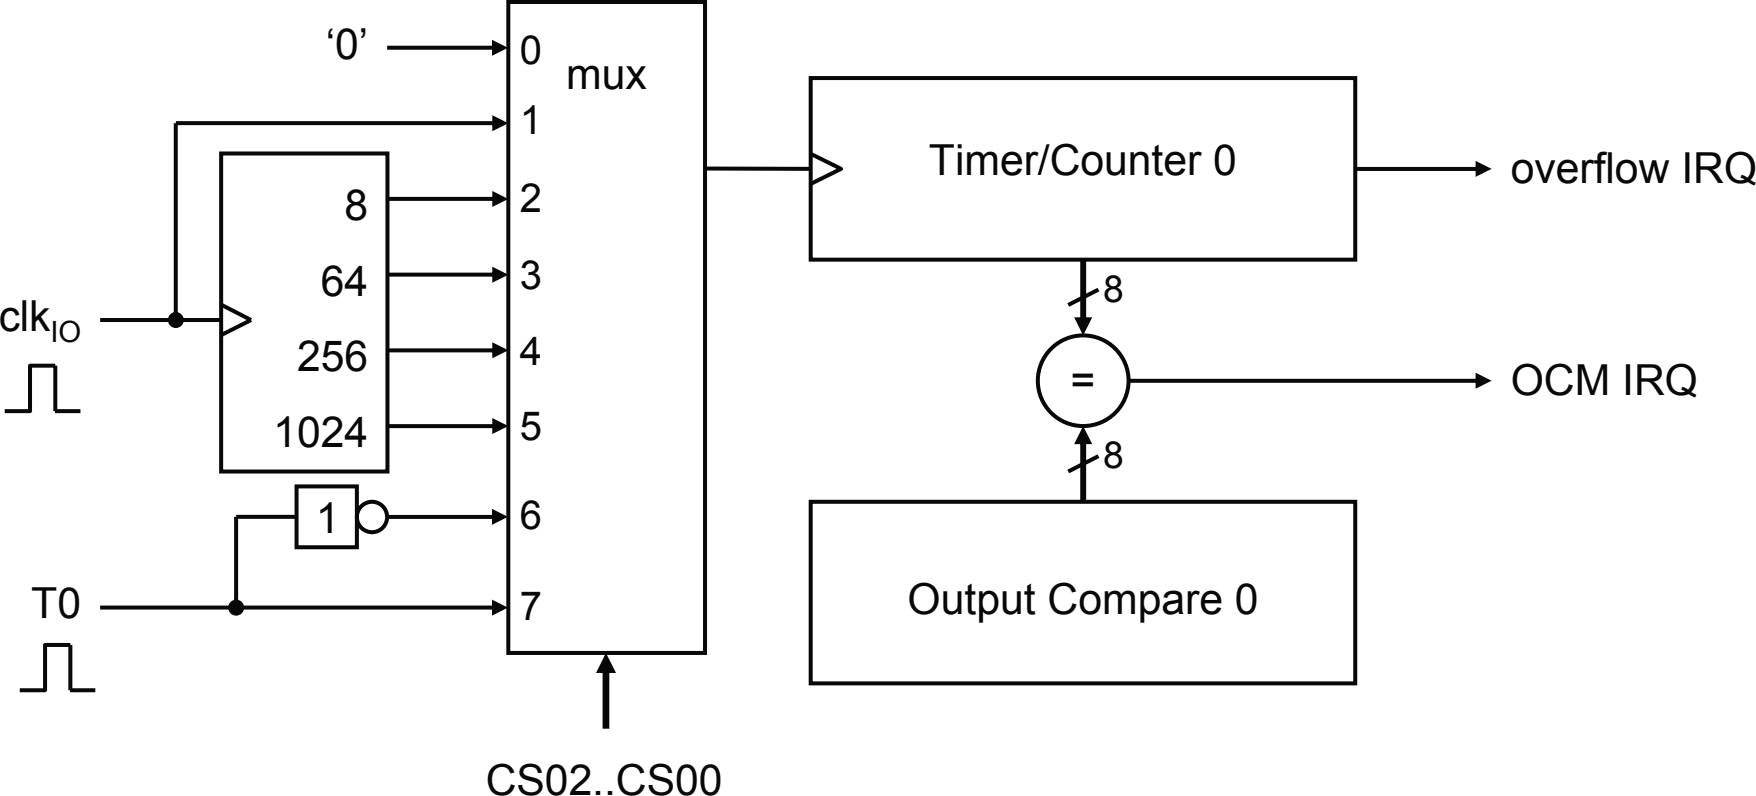 ‘0’
0
mux
1
8
2
64
3
256
4
1024
5
1
6
7
clkIO
T0
CS02..CS00
Timer/Counter 0
overflow IRQ
8
=
OCM IRQ
8
Output Compare 0